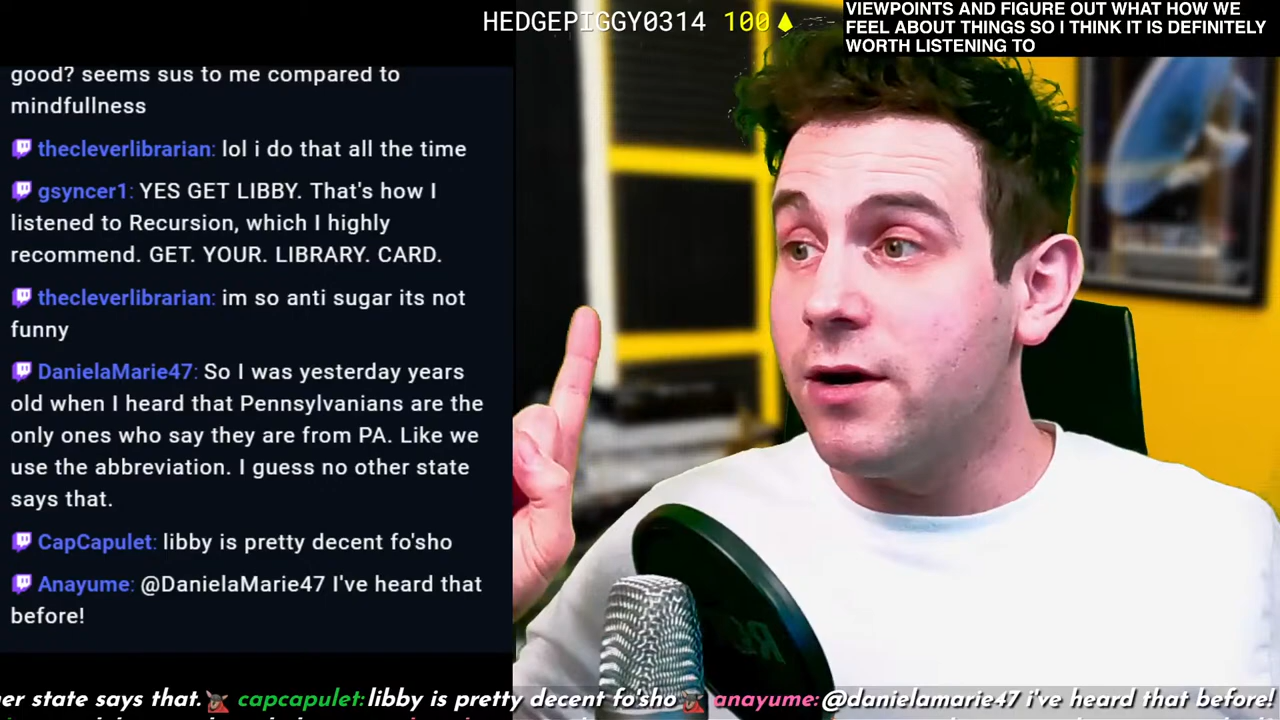 HEDGEPIGGY0314 100
VIEWPOINTS AND FIGURE OUT WHAT HOW WE
FEEL ABOUT THINGS SO I THINK IT IS DEFINITELY
WORTH LISTENING TO
good? seems sus to me compared to
mindfullness
thecleverlibrarian: lol i do that all the time
gsyncer1: YES GET LIBBY. That's how I
listened to Recursion, which I highly
recommend. GET. YOUR. LIBRARY. CARD.
thecleverlibrarian: im so anti sugar its not
funny
DanielaMarie47: So I was yesterday years
old when I heard that Pennsylvanians are the
only ones who say they are from PA. Like we
use the abbreviation. I guess no other state
says that.
CapCapulet: libby is pretty decent fo'sho
Anayume: @DanielaMarie47 I've heard that
before!
state says that. capcapulet: libby is pretty decent fo'sho anayume: @danielamarie47 i've heard that before!